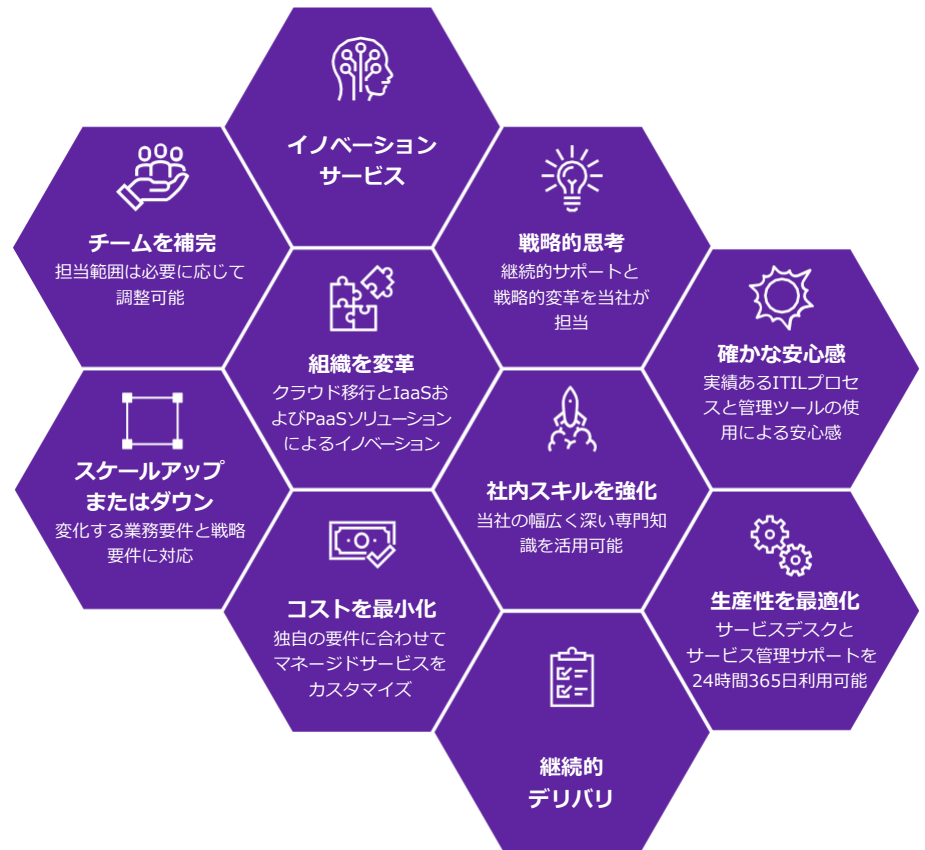 イノベーション
サービス
チームを補完
担当範囲は必要に応じて
調整可能
戦略的思考
継続的サポートと
戦略的変革を当社が
担当
組織を変革
クラウド移行とIaaSお
よびPaaSソリューション
によるイノベーション
確かな安心感
実績あるITILプロセ
スと管理ツールの使
用による安心感
スケールアップ
またはダウン
変化する業務要件と戦略
要件に対応
社内スキルを強化
当社の幅広く深い専門知
識を活用可能
コストを最小化
独自の要件に合わせて
マネージドサービスを
カスタマイズ
生産性を最適化
サービスデスクと
サービス管理サポートを
24時間365日利用可能
継続的
デリバリ